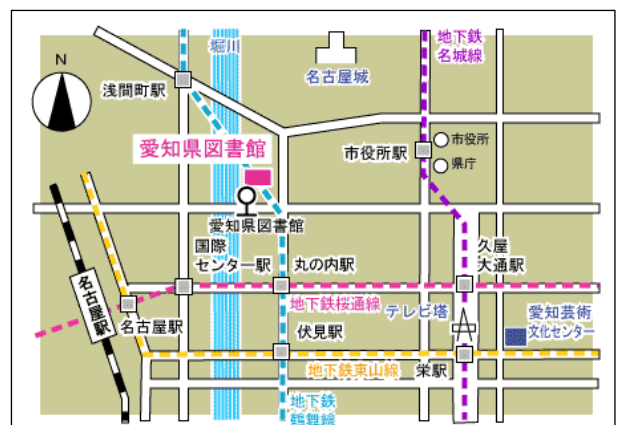 堀川
地下鉄
名城線
N
名古屋城
浅間町駅
市役所
愛知県図書館
市役所駅
県庁
愛知県図書館
国際
センター駅
丸の内駅
久屋
大通駅
名古屋駅
地下鉄桜通線
テレビ塔
愛知芸術
文化センター
名古屋駅
伏見駅
地下鉄東山線
栄駅
地下鉄
鶴舞線